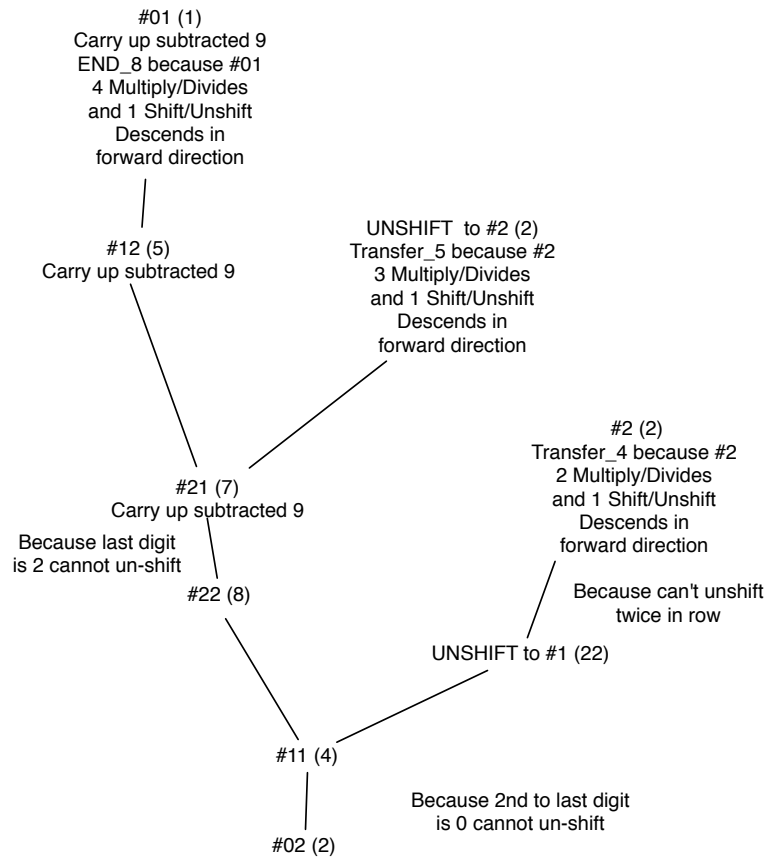 #01 (1)
Carry up subtracted 9
END_8 because #01
4 Multiply/Divides
and 1 Shift/Unshift
Descends in
forward direction
#12 (5)
Carry up subtracted 9
UNSHIFT to #2 (2)
Transfer_5 because #2
3 Multiply/Divides
and 1 Shift/Unshift
Descends in
forward direction
#2 (2)
Transfer_4 because #2
2 Multiply/Divides
and 1 Shift/Unshift
Descends in
forward direction
#21 (7)
Carry up subtracted 9
Because last digit
is 2 cannot un-shift
#22 (8)
Because can't unshift
twice in row
UNSHIFT to #1 (22)
#11 (4)
Because 2nd to last digit
is 0 cannot un-shift
#02 (2)